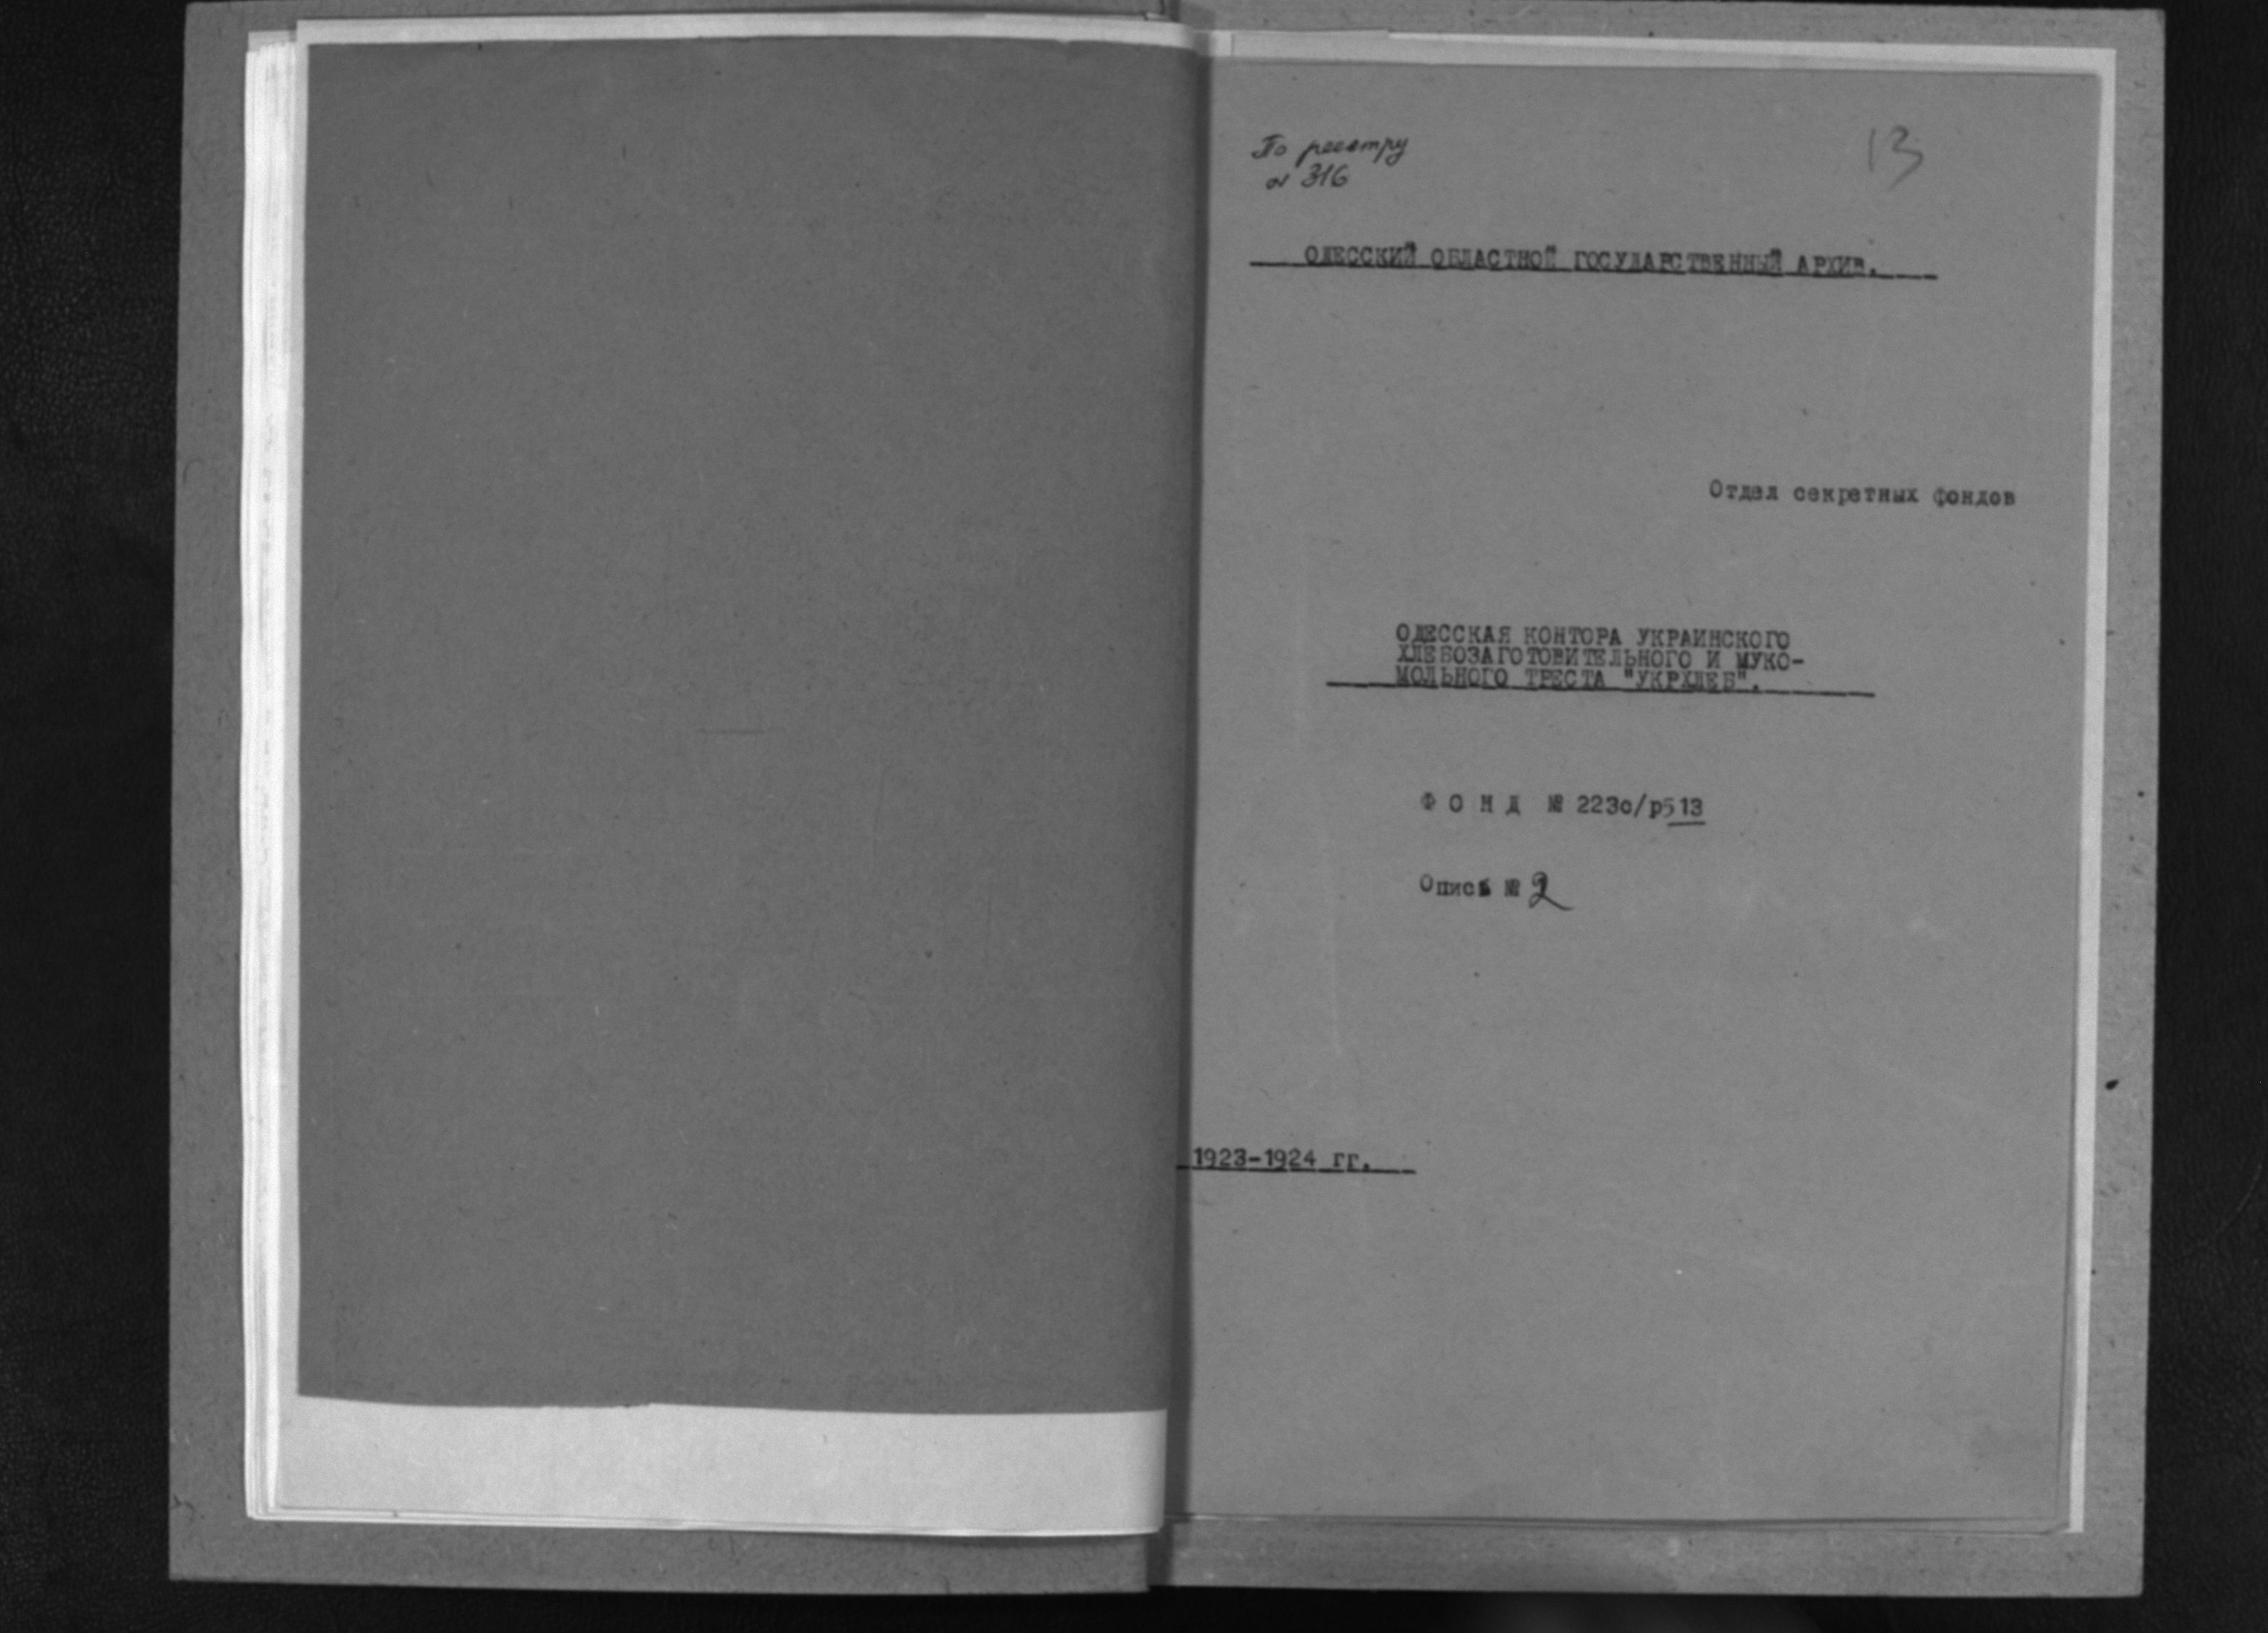 По реестру
№ 316
13
ОДЕССКИЙ ОБЛАСТНОЙ ГОСУДАРСТВЕННЫЙ АРХИВ.
Отдел секретных фондов
ОДЕССКАЯ КОНТОРА УКРАИНСКОГО
ХЛЕБОЗАГОТОВИТЕЛЬНОГО И МУКО-
МОЛЬНОГО ТРЕСТА "УКРХЛЕБ".
Ф О Н Д № 223с/р513
Опись № 2
1923-1924 гг.